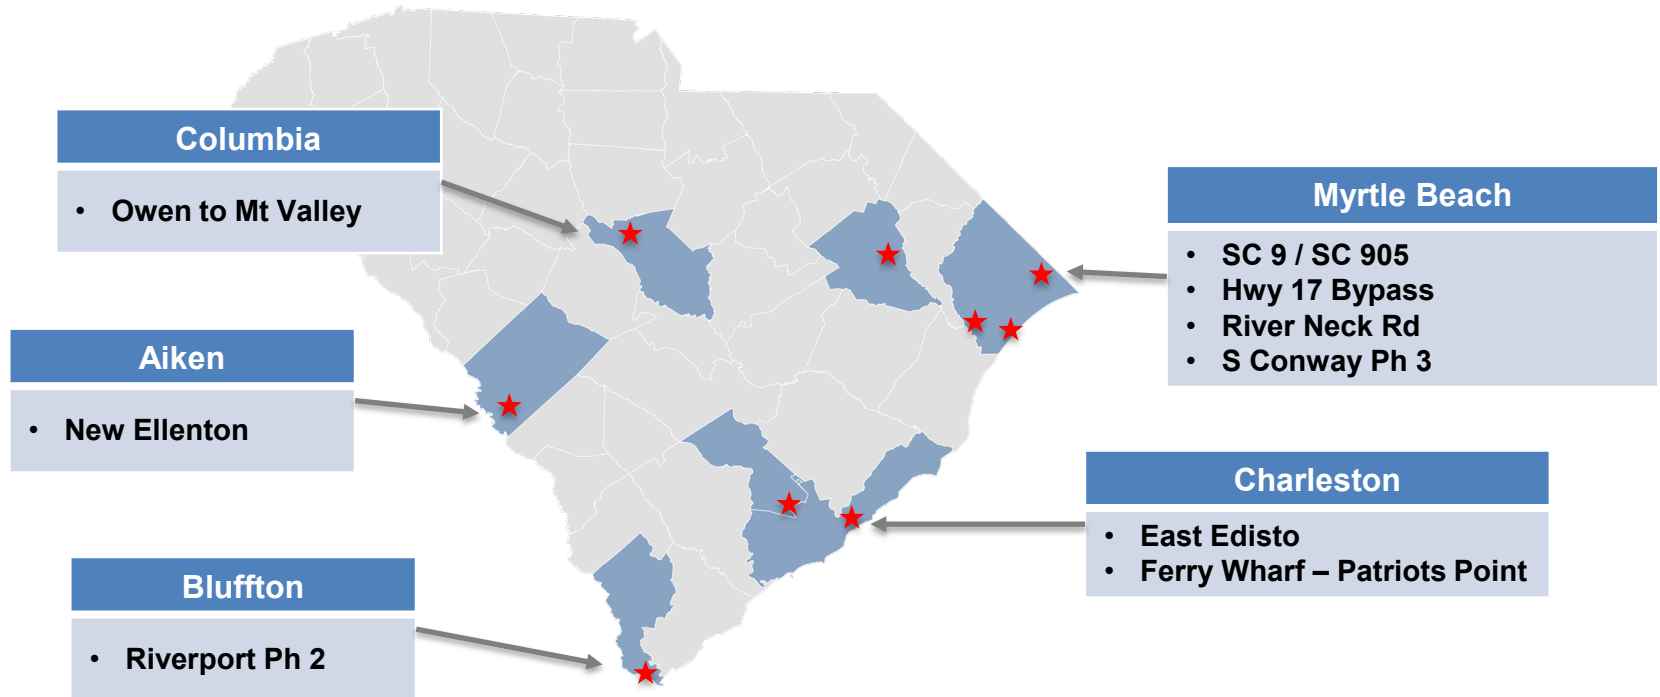 Columbia
• Owen to Mt Valley
Myrtle Beach
• SC 9 / SC 905
• Hwy 17 Bypass
• River Neck Rd
• S Conway Ph 3
Aiken
• New Ellenton
Charleston
• East Edisto
• Ferry Wharf – Patriots Point
Bluffton
• Riverport Ph 2